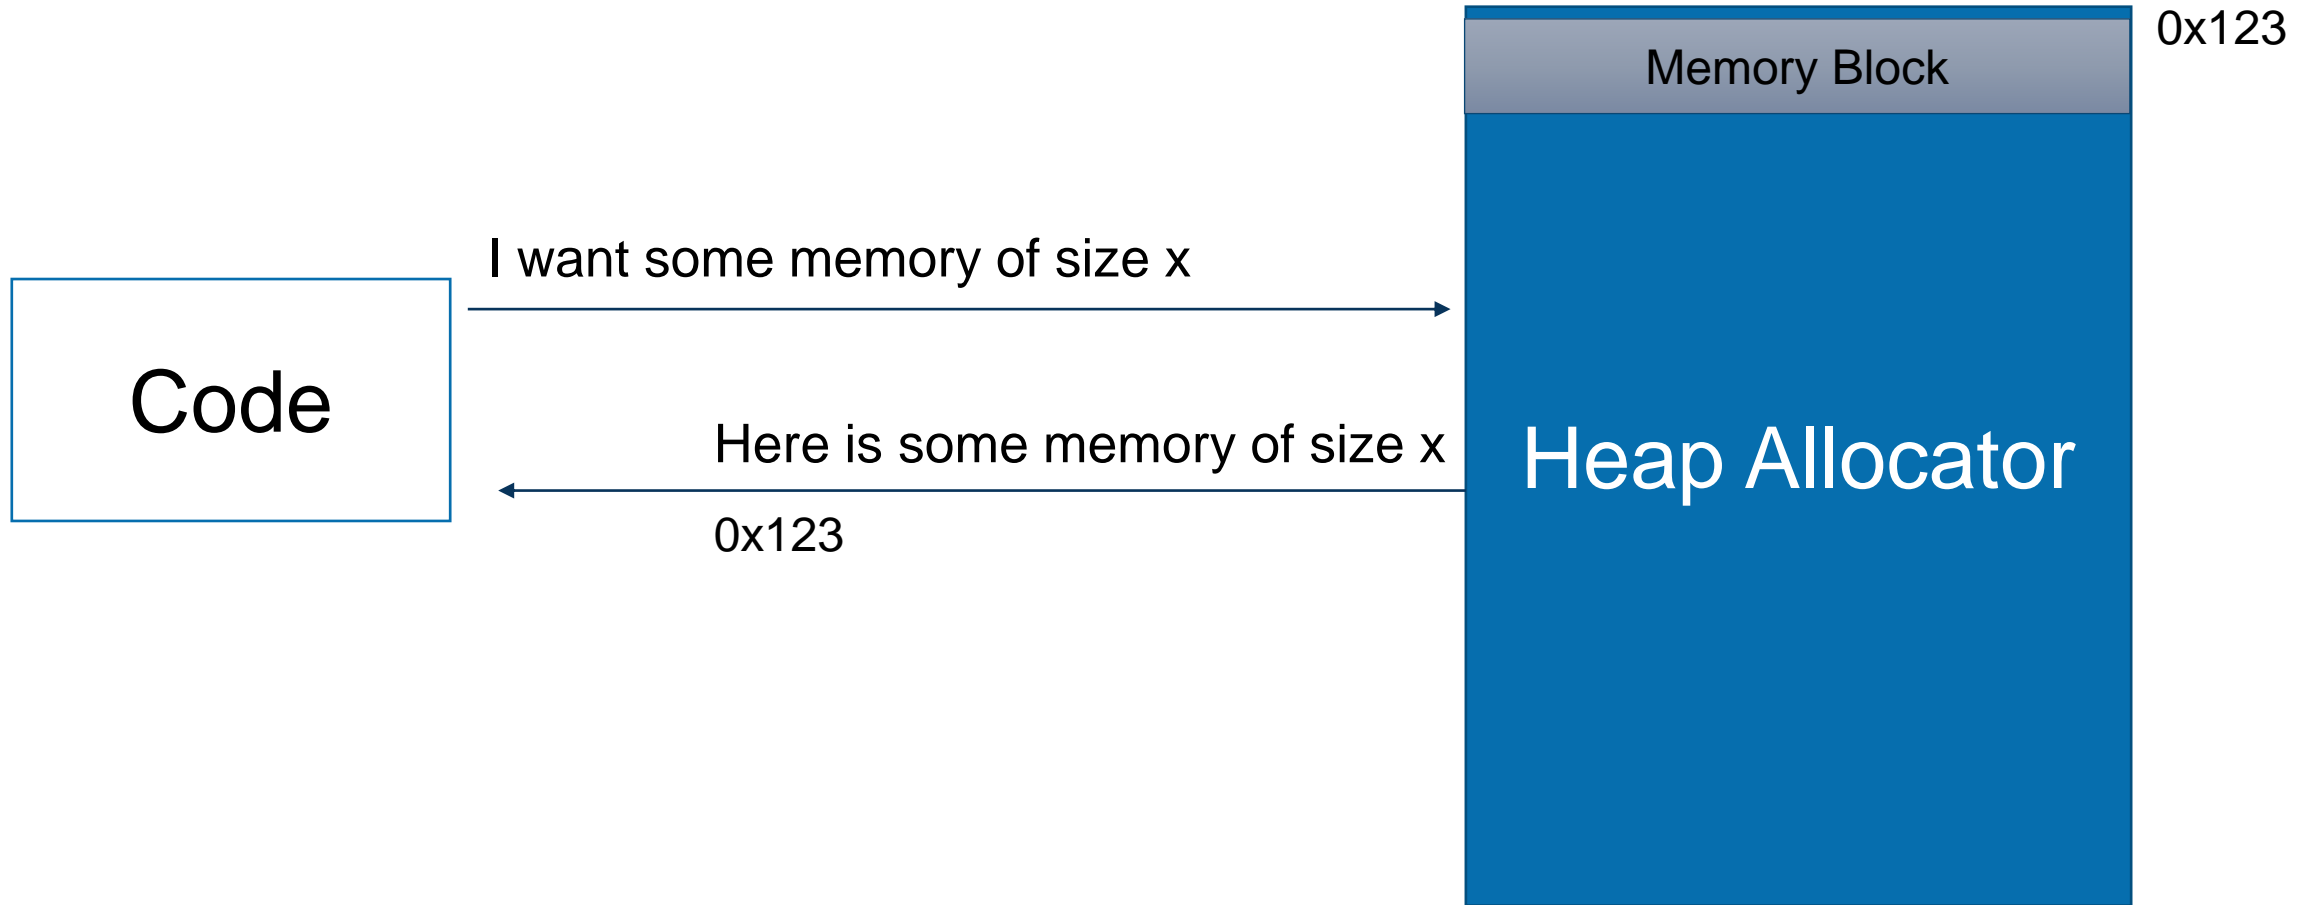 0x123
Memory Block
I want some memory of size x
Code
Here is some memory of size x
Heap Allocator
0x123